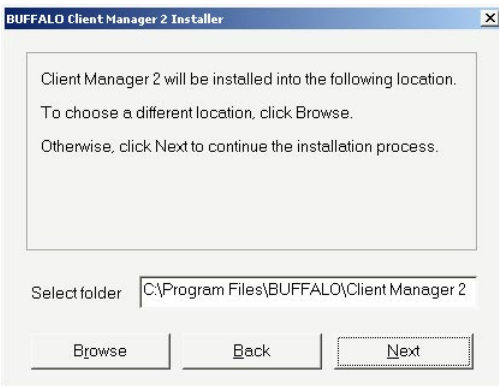 BUFFALO Client Manager 2 Installer
Client Manager 2 will be installed into the following location.
To choose a different location, click Browse.
Otherwise, click Next to continue the installation process.
Select folder C:\Program Files\BUFFALO\Client Manager 2
Browse Back Next